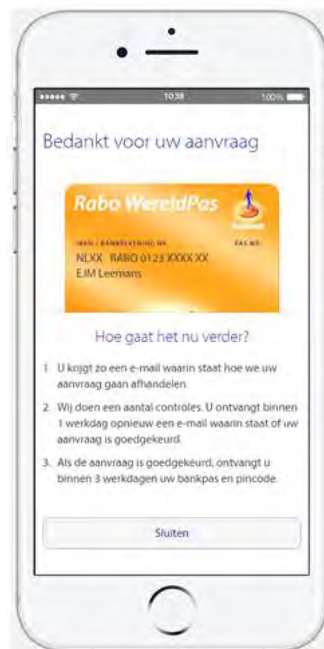 10:38
100%
Bedankt voor uw aanvraag
Rabo WereldPas
IBAN / BANKREKENING NR.
PAS NR.
NLXX RABO 0123 XXXX XX
EJM Leemans
Hoe gaat het nu verder?
1. U krijgt zo een e-mail waarin staat hoe we uw
aanvraag gaan afhandelen.
2. Wij doen een aantal controles. U ontvangt binnen
1 werkdag opnieuw een e-mail waarin staat of uw
aanvraag is goedgekeurd.
3. Als de aanvraag is goedgekeurd, ontvangt u
binnen 3 werkdagen uw bankpas en pincode.
Sluiten